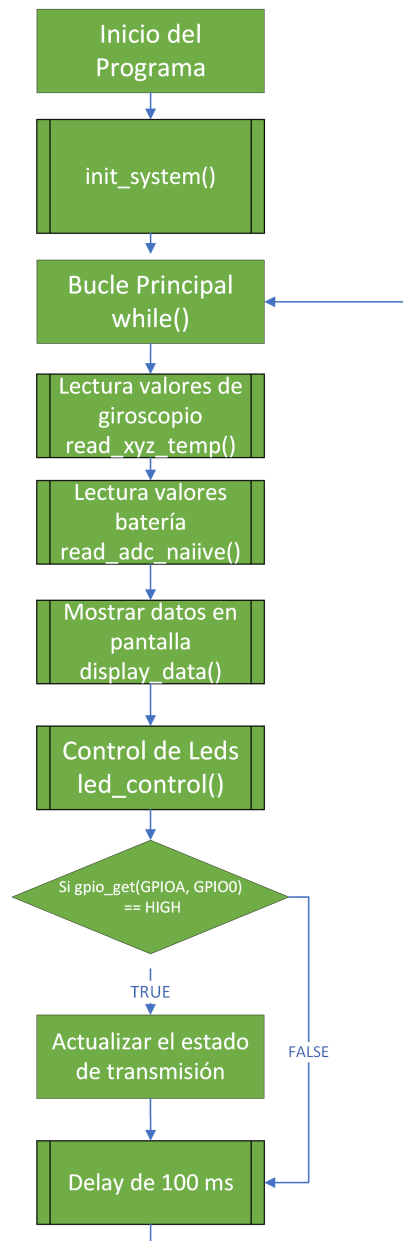 Inicio del
Programa
init_system()
Bucle Principal
while()
Lectura valores de
giroscopio
read_xyz_temp()
Lectura valores
batería
read_adc_naiive()
Mostrar datos en
pantalla
display_data()
Control de Leds
led_control()
Si gpio_get(GPIOA, GPIO0)
== HIGH
TRUE
Actualizar el estado
de transmisión
FALSE
Delay de 100 ms